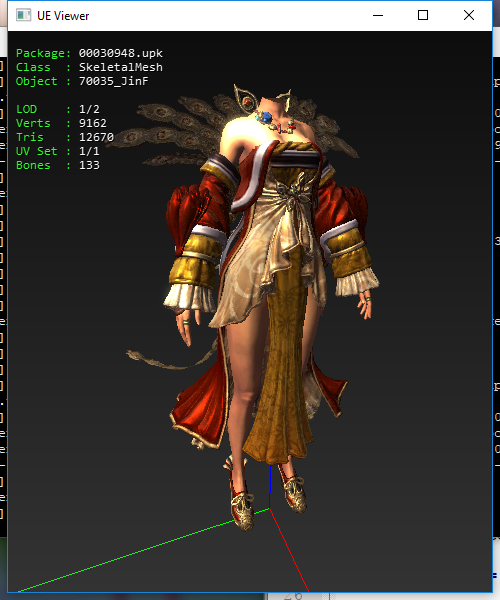 UE Viewer
Package: 00030948.upk
Class : SkeletalMesh
Object : 70035_JinF
LOD : 1/2
Verts : 9162
Tris : 12670
UV Set : 1/1
Bones : 133